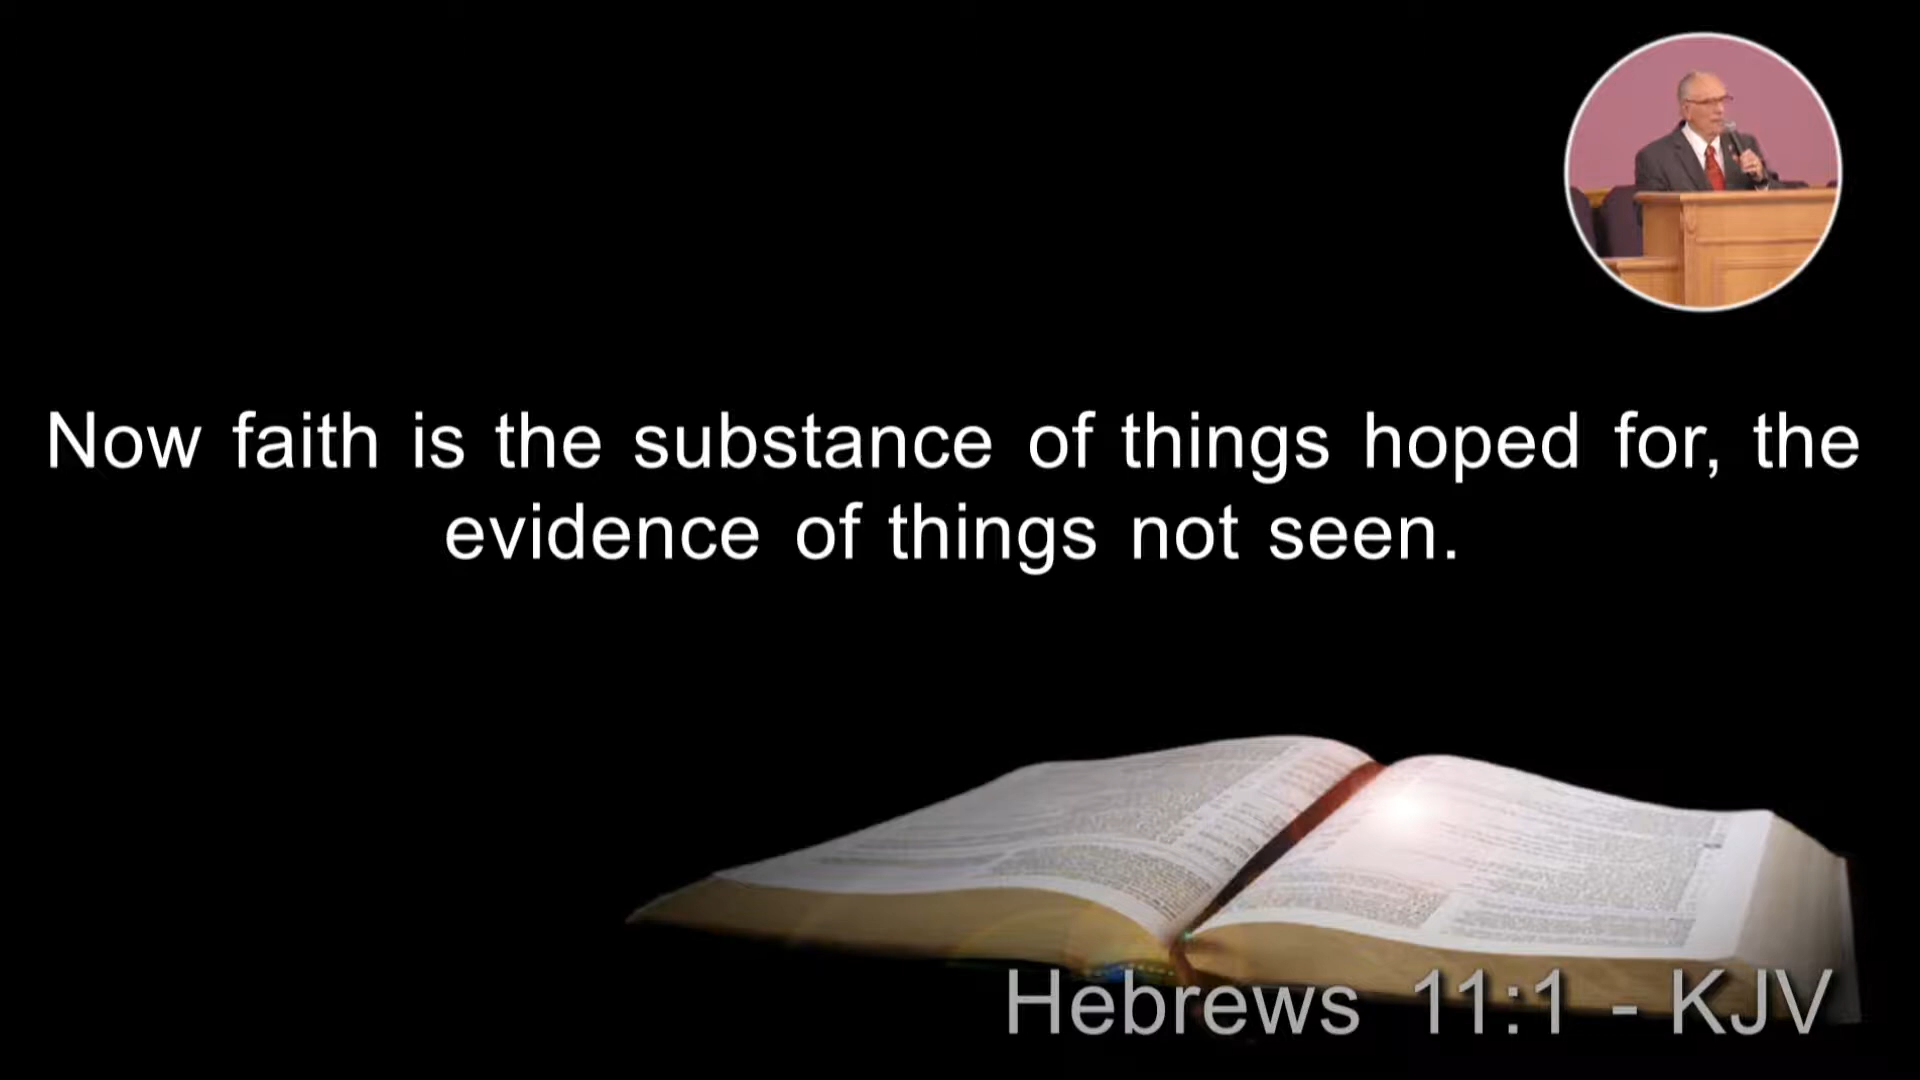 Now faith is the substance of things hoped for, the
evidence of things not seen.
Hebrews 11:1 - KJV